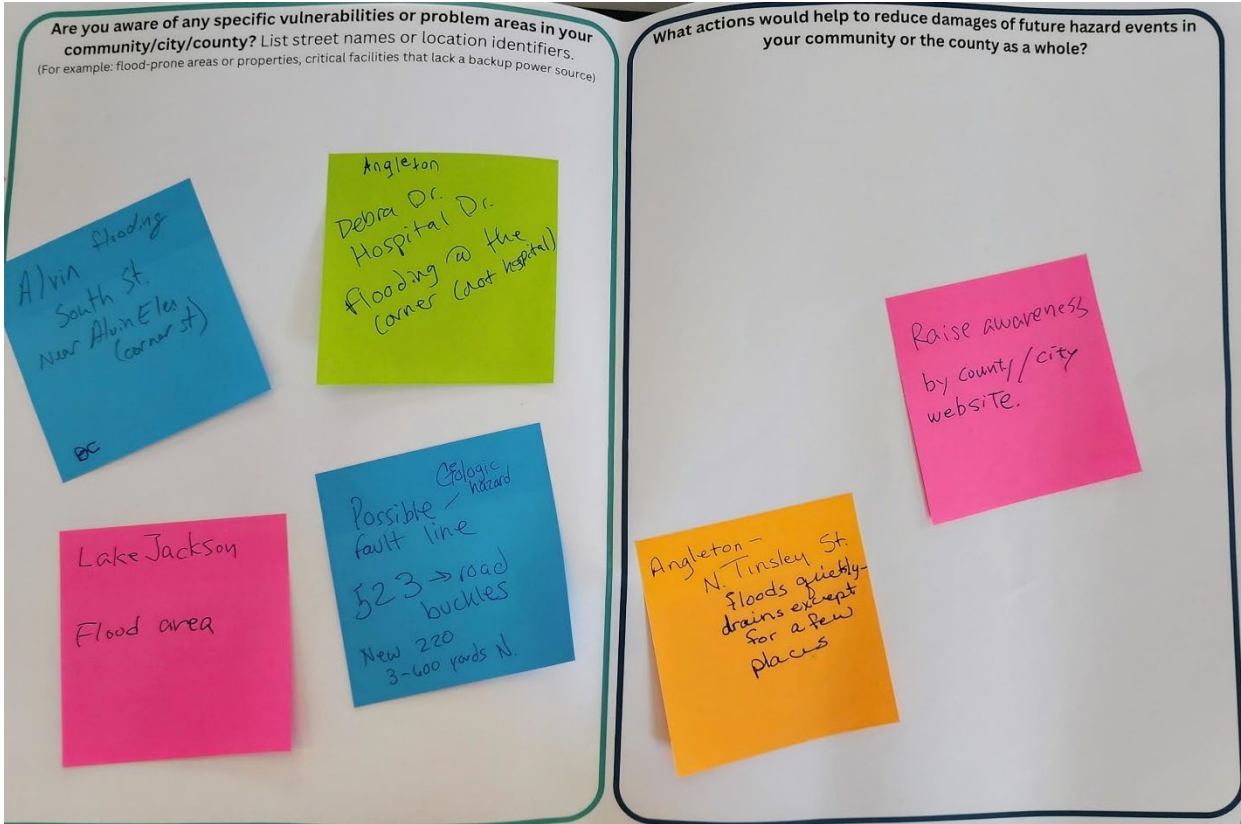 Are you aware of any specific vulnerabilities or problem areas in your
community/city/county? List street names or location identifiers.
(For example: flood-prone areas or properties, critical facilities that lack a backup power source)
Alvin flooding
South St.
Near Alvin Elem
(corner st)
Angleton
Debra Dr.
Hospital Dr.
flooding @ the
corner (not hospital)
Lake Jackson
Flood area
Geologic
hazard
Possible /
fault line
523 → road
buckles
New 220
3-600 yards N.
What actions would help to reduce damages of future hazard events in
your community or the county as a whole?
Raise awareness
by county/city
website.
Angleton -
N. Tinsley St.
floods
drains except
for a few
places